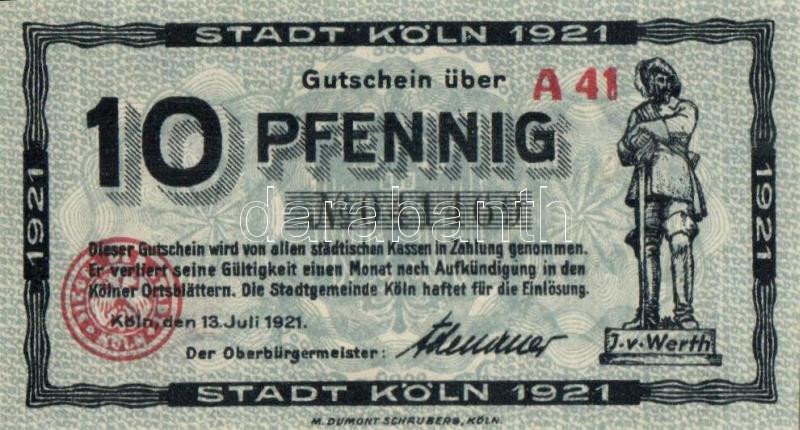 STADT KÖLN 1921
Gutschein über
A 41
10 PFENNIG
darabanth
Dieser Gutschein wird von allen städtischen Kassen in Zahlung genommen.
Er verliert seine Gültigkeit einen Monat nach Aufkündigung in den
Kölner Ortsblättern. Die Stadtgemeinde Köln haftet für die Einlösung.
Köln, den 13. Juli 1921.
Der Oberbürgermeister: Adenauer
J. v. Werth
1921
1921
STADT KÖLN 1921
M. DUMONT SCHAUBERG, KÖLN.